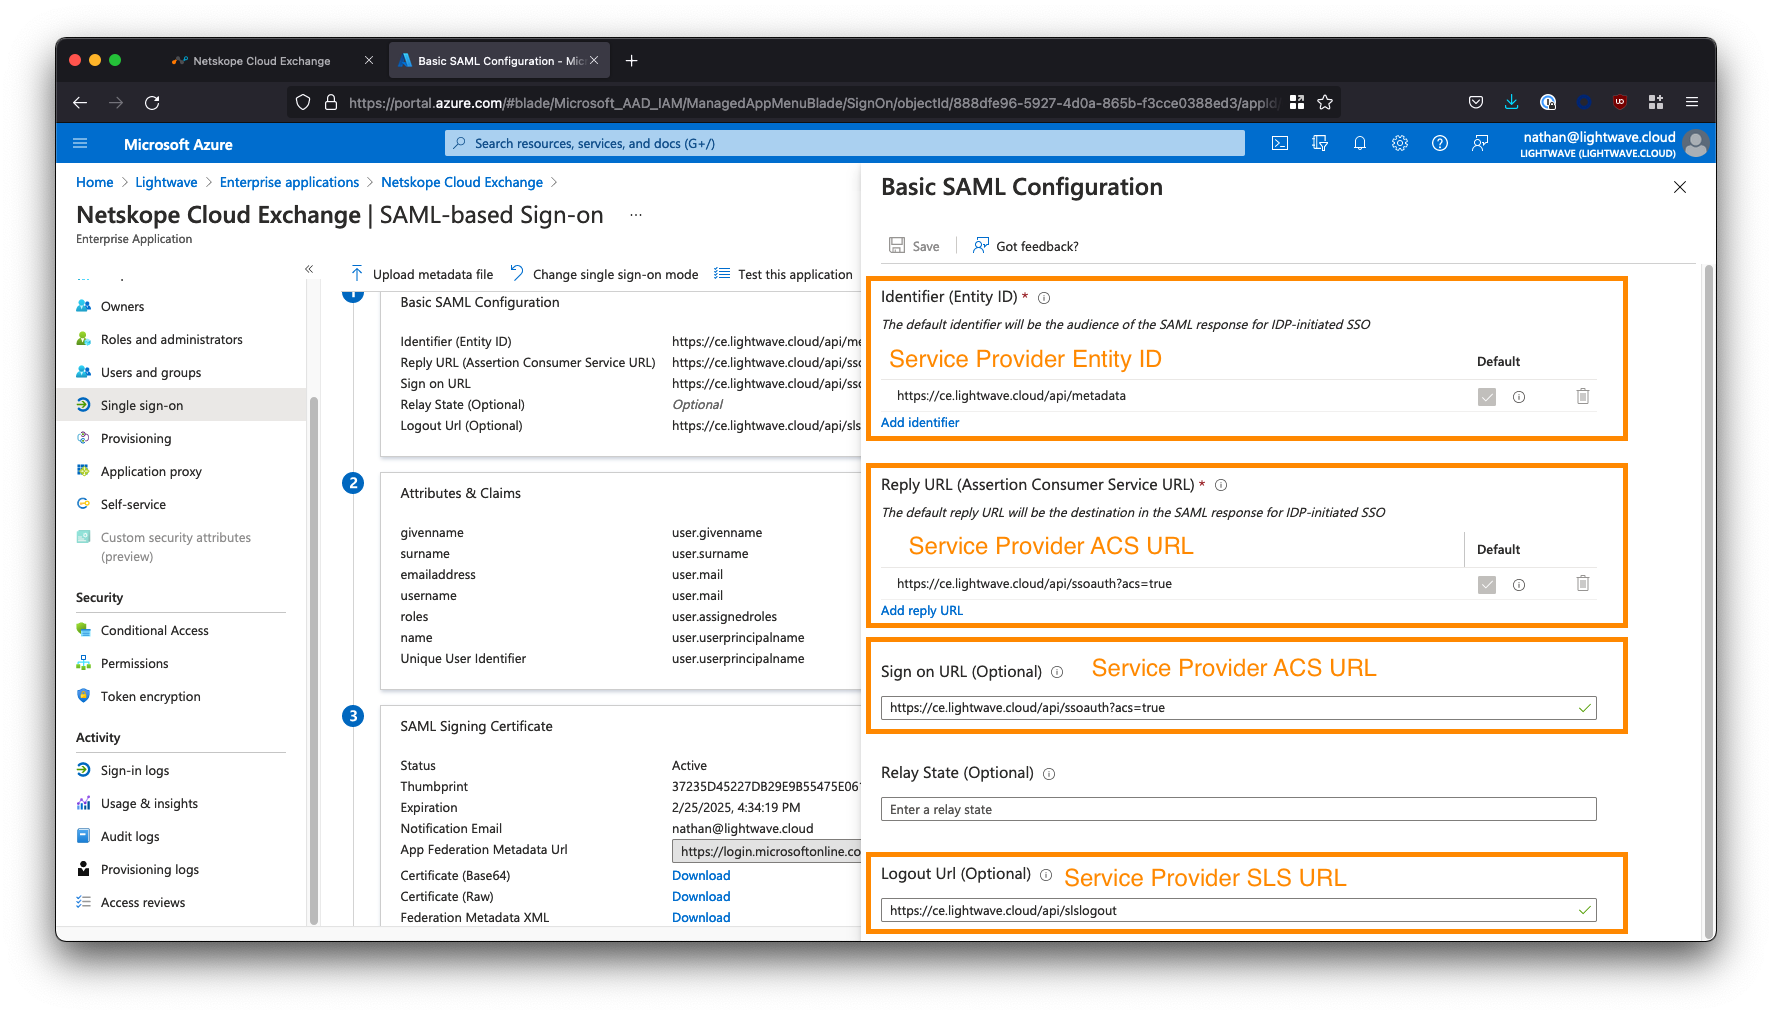 Netskope Cloud Exchange
Basic SAML Configuration - Mic
https://portal.azure.com/#blade/Microsoft_AAD_IAM/ManagedAppMenuBlade/SignOn/objectId/888dfe96-5927-4d0a-865b-f3cce0388ed3/appId/
Microsoft Azure
Search resources, services, and docs (G+/)
nathan@lightwave.cloud
LIGHTWAVE (LIGHTWAVE.CLOUD)
Home > Lightwave > Enterprise applications > Netskope Cloud Exchange >
Netskope Cloud Exchange | SAML-based Sign-on ...
Enterprise Application
«
Owners
Roles and administrators
Users and groups
Single sign-on
Provisioning
Application proxy
Self-service
Custom security attributes
(preview)
Security
Conditional Access
Permissions
Token encryption
Activity
Sign-in logs
Usage & insights
Audit logs
Provisioning logs
Access reviews
Upload metadata file
Change single sign-on mode
Test this application
1
Basic SAML Configuration
Identifier (Entity ID) https://ce.lightwave.cloud/api/me
Reply URL (Assertion Consumer Service URL) https://ce.lightwave.cloud/api/sso
Sign on URL https://ce.lightwave.cloud/api/sso
Relay State (Optional) Optional
Logout Url (Optional) https://ce.lightwave.cloud/api/sls
2
Attributes & Claims
givenname user.givenname
surname user.surname
emailaddress user.mail
username user.mail
roles user.assignedroles
name user.userprincipalname
Unique User Identifier user.userprincipalname
3
SAML Signing Certificate
Status Active
Thumbprint 37235D45227DB29E9B55475E061
Expiration 2/25/2025, 4:34:19 PM
Notification Email nathan@lightwave.cloud
App Federation Metadata Url https://login.microsoftonline.co
Certificate (Base64) Download
Certificate (Raw) Download
Federation Metadata XML Download
Basic SAML Configuration
Save
Got feedback?
Identifier (Entity ID) *
The default identifier will be the audience of the SAML response for IDP-initiated SSO
Service Provider Entity ID
Default
https://ce.lightwave.cloud/api/metadata
Add identifier
Reply URL (Assertion Consumer Service URL) *
The default reply URL will be the destination in the SAML response for IDP-initiated SSO
Service Provider ACS URL
Default
https://ce.lightwave.cloud/api/ssoauth?acs=true
Add reply URL
Sign on URL (Optional) Service Provider ACS URL
https://ce.lightwave.cloud/api/ssoauth?acs=true
Relay State (Optional)
Enter a relay state
Logout Url (Optional) Service Provider SLS URL
https://ce.lightwave.cloud/api/slslogout